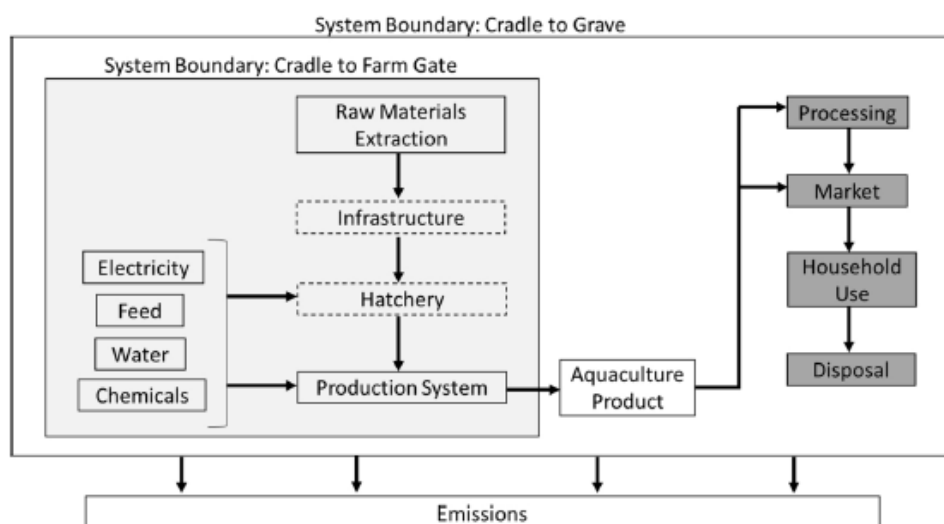 System Boundary: Cradle to Grave
System Boundary: Cradle to Farm Gate
Raw Materials
Extraction
Infrastructure
Hatchery
Production System
Electricity
Feed
Water
Chemicals
Aquaculture
Product
Processing
Market
Household
Use
Disposal
Emissions